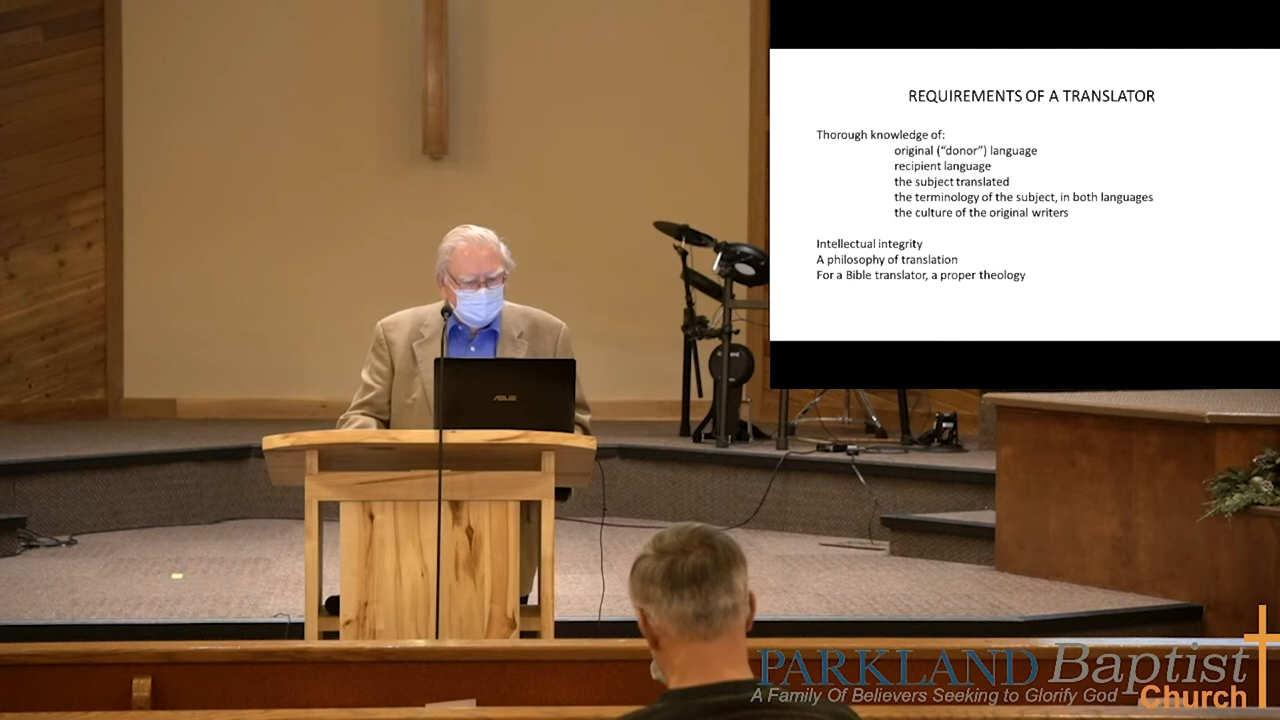 REQUIREMENTS OF A TRANSLATOR
Thorough knowledge of:
original (“donor”) language
recipient language
the subject translated
the terminology of the subject, in both languages
the culture of the original writers
Intellectual integrity
A philosophy of translation
For a Bible translator, a proper theology
ASUS
PARKLAND Baptist
A Family Of Believers Seeking to Glorify God
Church